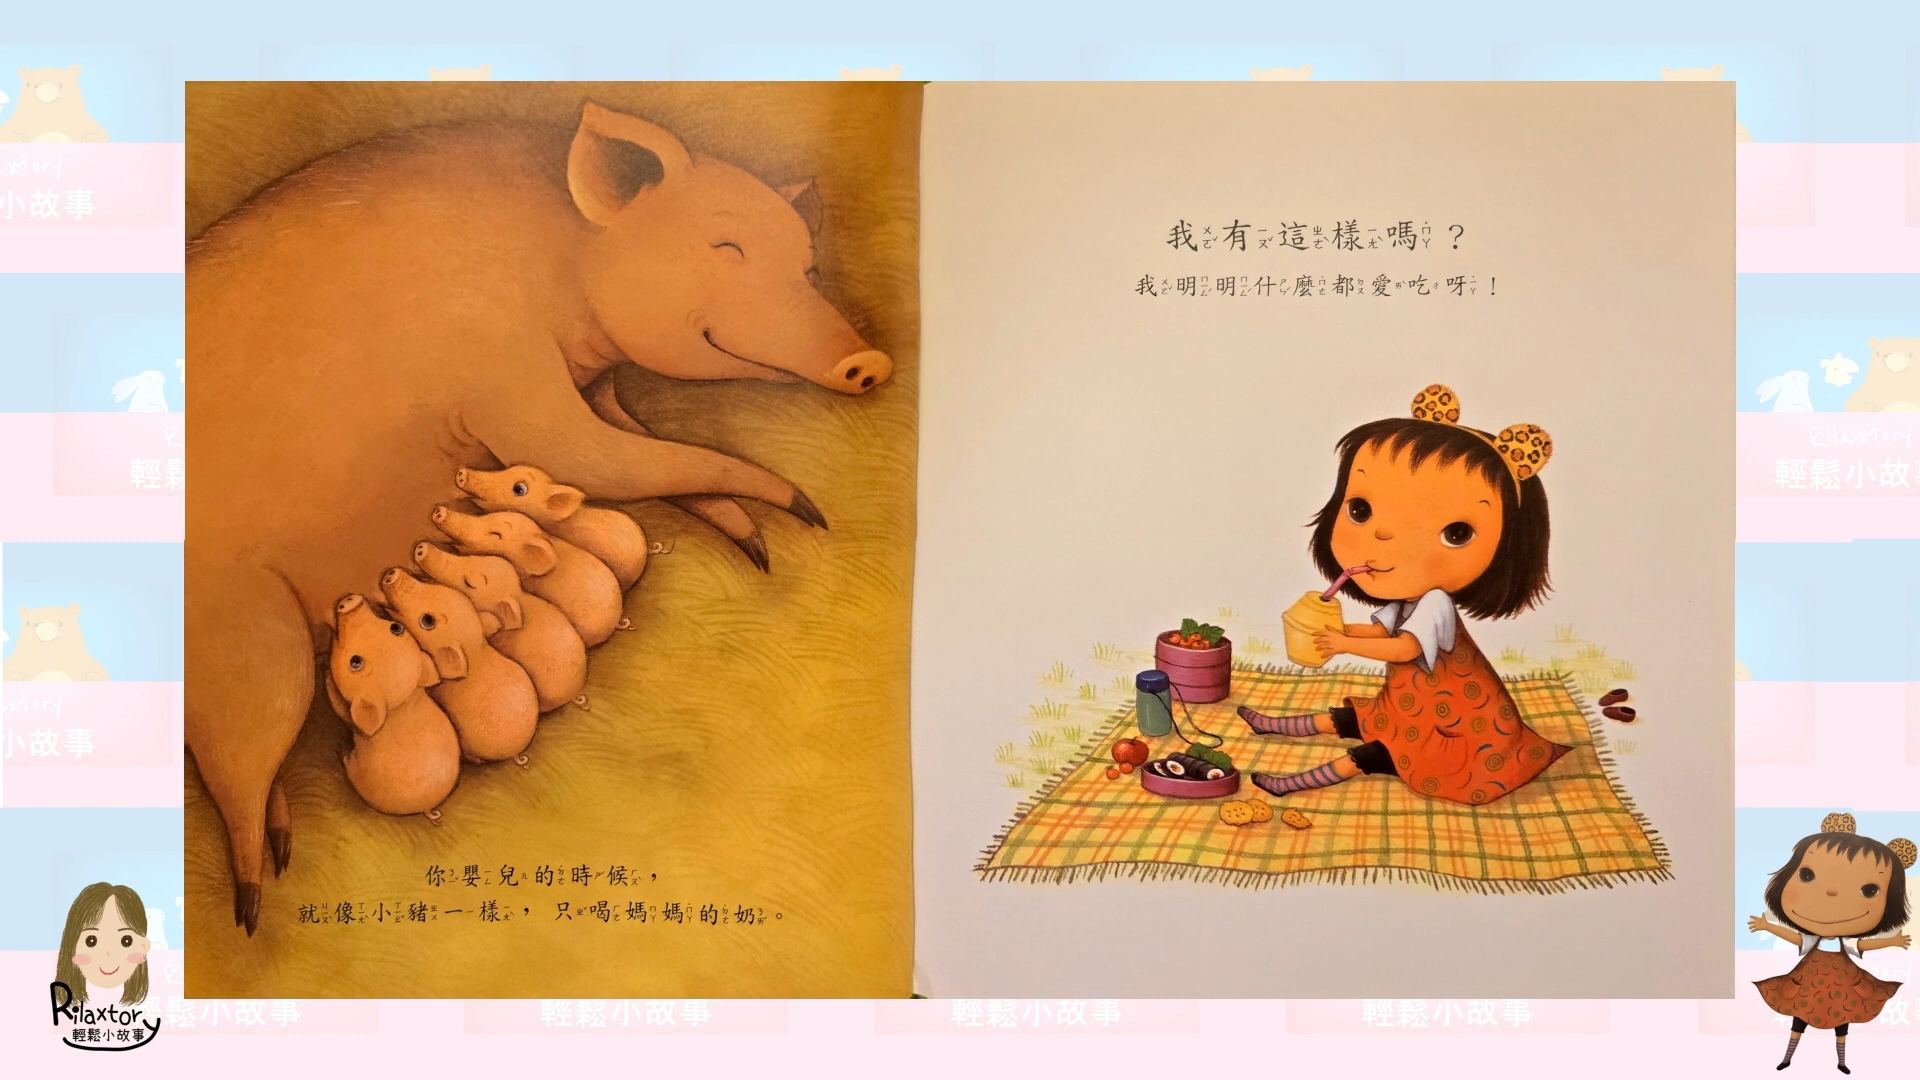 你嬰兒的時候，
就像小豬一樣， 只喝媽媽的奶。
我有這樣嗎？
我明明什麼都愛吃呀！
Rilaxtory
輕鬆小故事